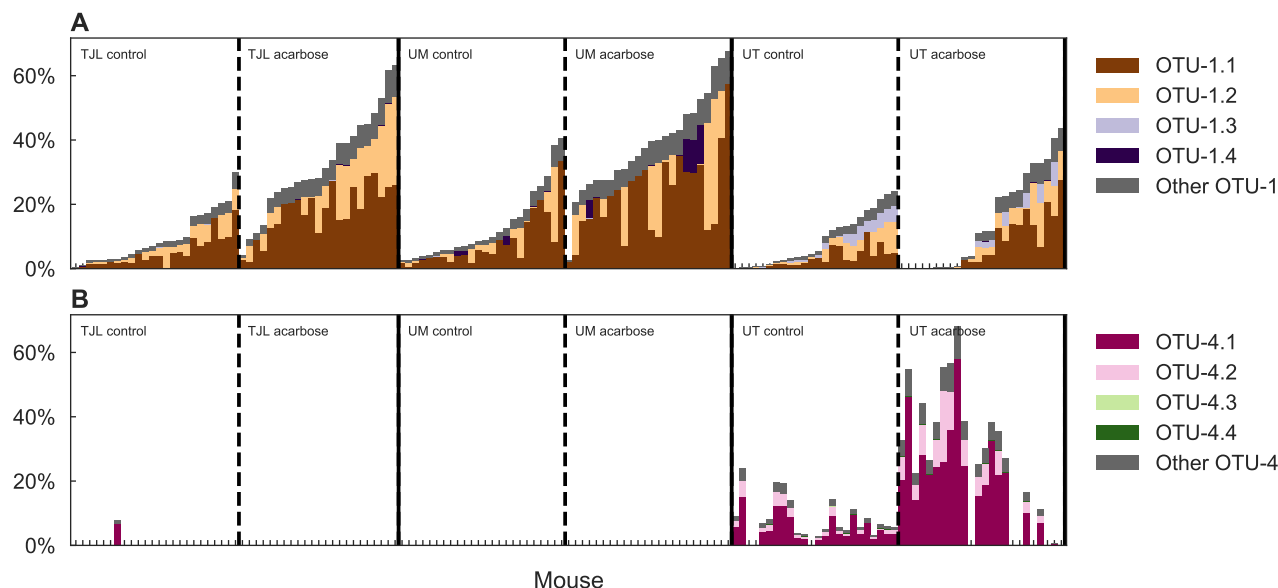 A
TJL control
TJL acarbose
UM control
UM acarbose
UT control
UT acarbose
60%
40%
20%
0%
OTU-1.1
OTU-1.2
OTU-1.3
OTU-1.4
Other OTU-1
B
TJL control
TJL acarbose
UM control
UM acarbose
UT control
UT acarbose
60%
40%
20%
0%
OTU-4.1
OTU-4.2
OTU-4.3
OTU-4.4
Other OTU-4
Mouse